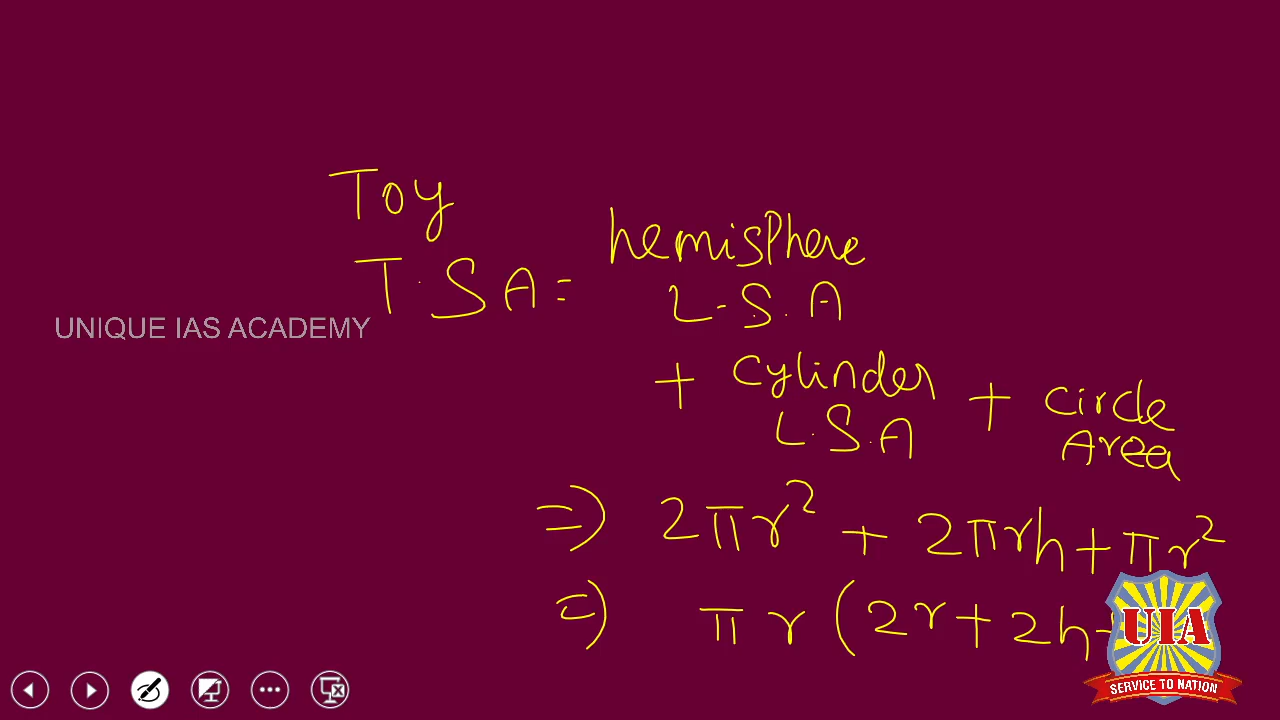 Toy
T.S.A = hemisphere
L.S.A
UNIQUE IAS ACADEMY
+ cylinder + circle
L.S.A Area
=) 2πr² + 2πrh + πr²
=) πr (2r + 2h +
UIA
SERVICE TO NATION